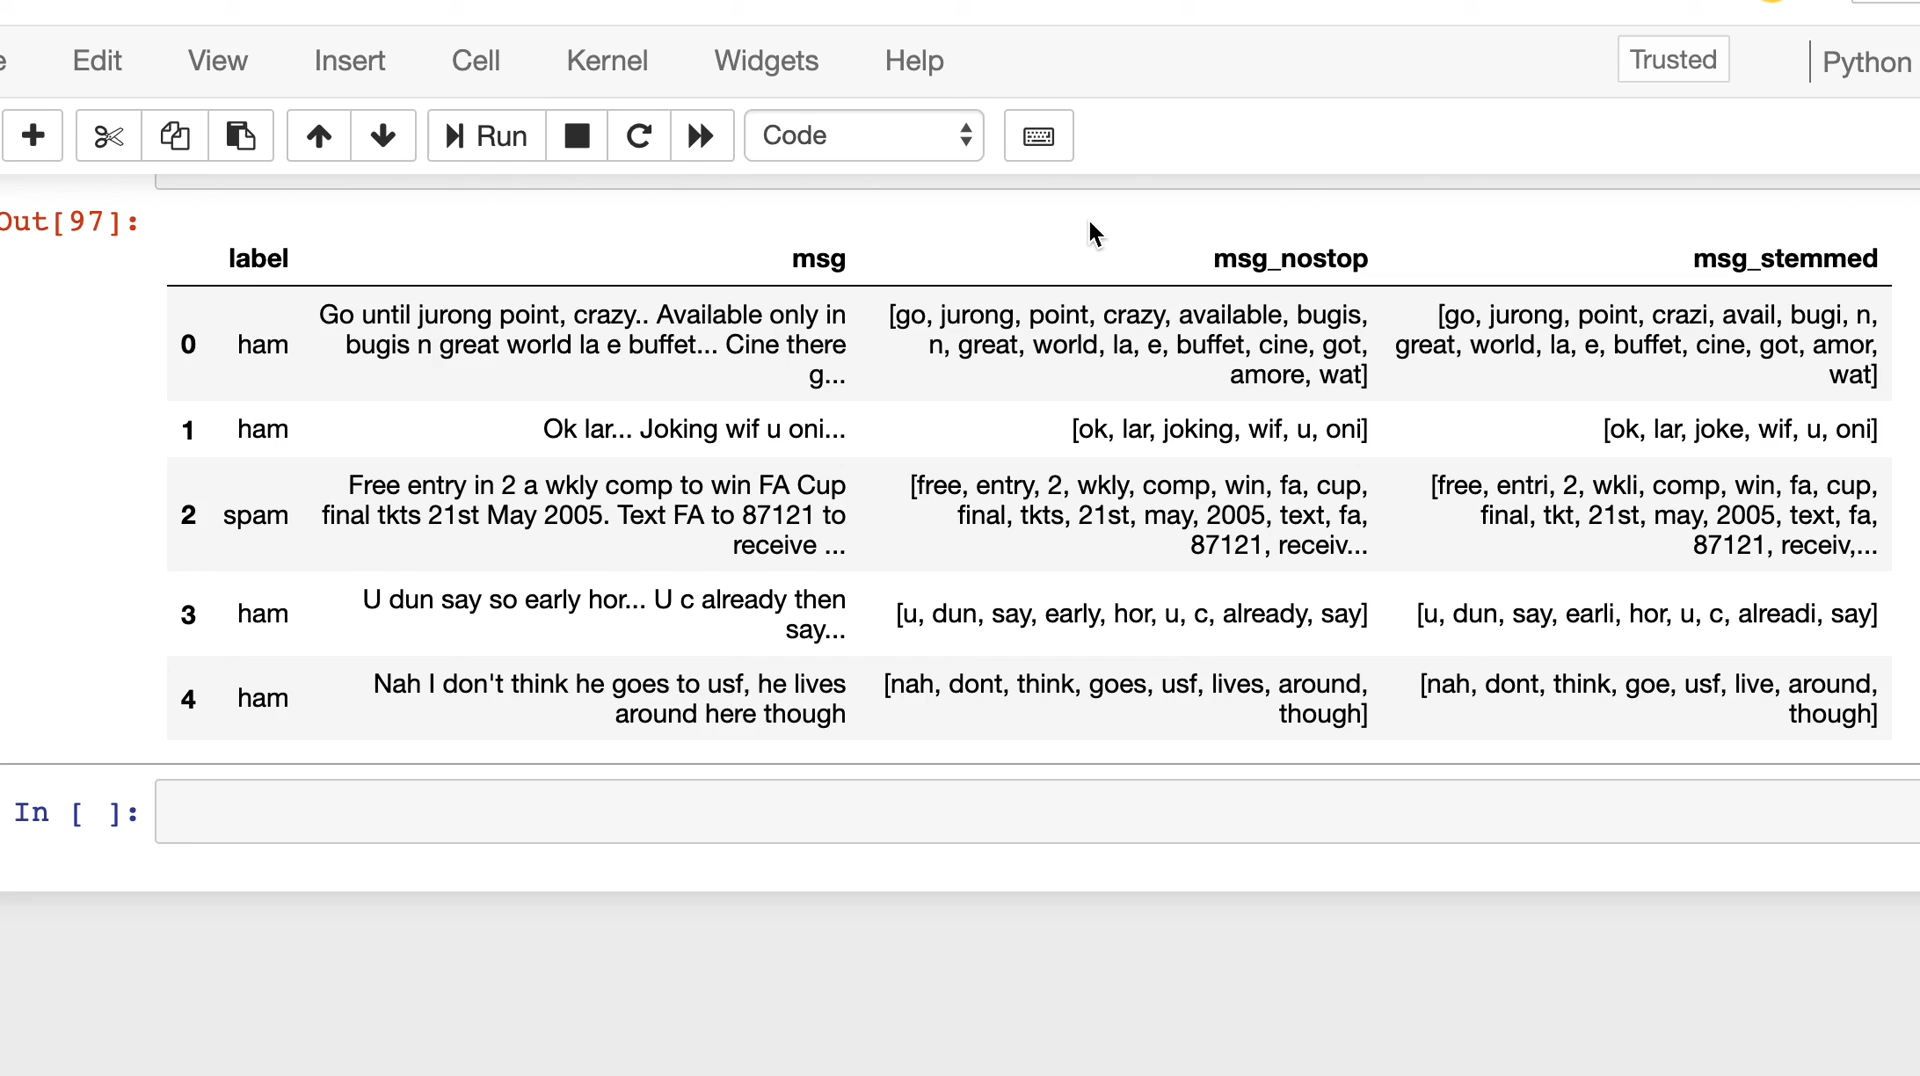 Edit View Insert Cell Kernel Widgets Help Trusted Python
Run Code
Out[97]:
label msg msg_nostop msg_stemmed
0 ham Go until jurong point, crazy.. Available only in bugis n great world la e buffet... Cine there g... [go, jurong, point, crazy, available, bugis, n, great, world, la, e, buffet, cine, got, amore, wat] [go, jurong, point, crazi, avail, bugi, n, great, world, la, e, buffet, cine, got, amor, wat]
1 ham Ok lar... Joking wif u oni... [ok, lar, joking, wif, u, oni] [ok, lar, joke, wif, u, oni]
2 spam Free entry in 2 a wkly comp to win FA Cup final tkts 21st May 2005. Text FA to 87121 to receive ... [free, entry, 2, wkly, comp, win, fa, cup, final, tkts, 21st, may, 2005, text, fa, 87121, receiv... [free, entri, 2, wkli, comp, win, fa, cup, final, tkt, 21st, may, 2005, text, fa, 87121, receiv,...
3 ham U dun say so early hor... U c already then say... [u, dun, say, early, hor, u, c, already, say] [u, dun, say, earli, hor, u, c, alreadi, say]
4 ham Nah I don't think he goes to usf, he lives around here though [nah, dont, think, goes, usf, lives, around, though] [nah, dont, think, goe, usf, live, around, though]
In [ ]: